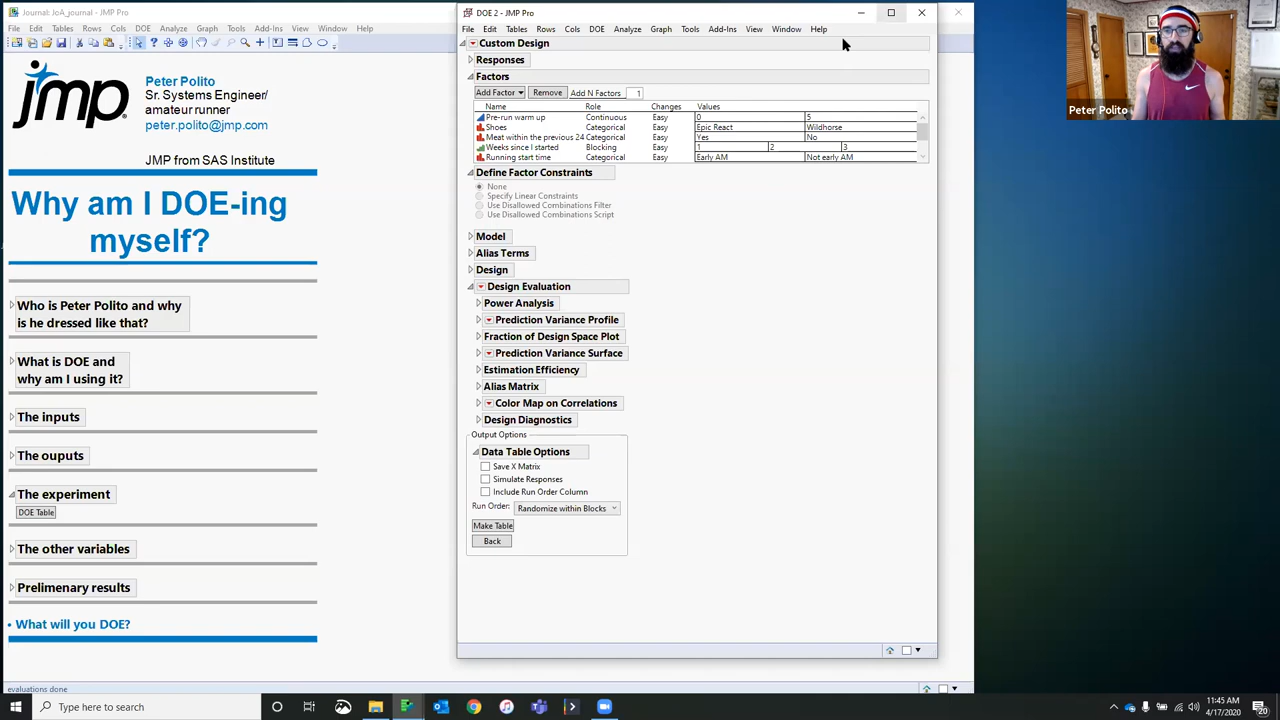 Journal: JoA_journal - JMP Pro
File Edit Tables Rows Cols DOE Analyze Graph Tools Add-Ins View Window Help
jmp
Peter Polito
Sr. Systems Engineer/
amateur runner
peter.polito@jmp.com
JMP from SAS Institute
Why am I DOE-ing
myself?
Who is Peter Polito and why
is he dressed like that?
What is DOE and
why am I using it?
The inputs
The ouputs
The experiment
DOE Table
The other variables
Prelimenary results
• What will you DOE?
evaluations done
DOE 2 - JMP Pro
File Edit Tables Rows Cols DOE Analyze Graph Tools Add-Ins View Window Help
Custom Design
Responses
Factors
Add Factor Remove Add N Factors 1
Name Role Changes Values
Pre-run warm up Continuous Easy 0 5
Shoes Categorical Easy Epic React Wildhorse
Meat within the previous 24 Categorical Easy Yes No
Weeks since I started Blocking Easy 1 2 3
Running start time Categorical Easy Early AM Not early AM
Define Factor Constraints
None
Specify Linear Constraints
Use Disallowed Combinations Filter
Use Disallowed Combinations Script
Model
Alias Terms
Design
Design Evaluation
Power Analysis
Prediction Variance Profile
Fraction of Design Space Plot
Prediction Variance Surface
Estimation Efficiency
Alias Matrix
Color Map on Correlations
Design Diagnostics
Output Options
Data Table Options
Save X Matrix
Simulate Responses
Include Run Order Column
Run Order: Randomize within Blocks
Make Table
Back
Peter Polito
Type here to search
11:45 AM
4/17/2020
20